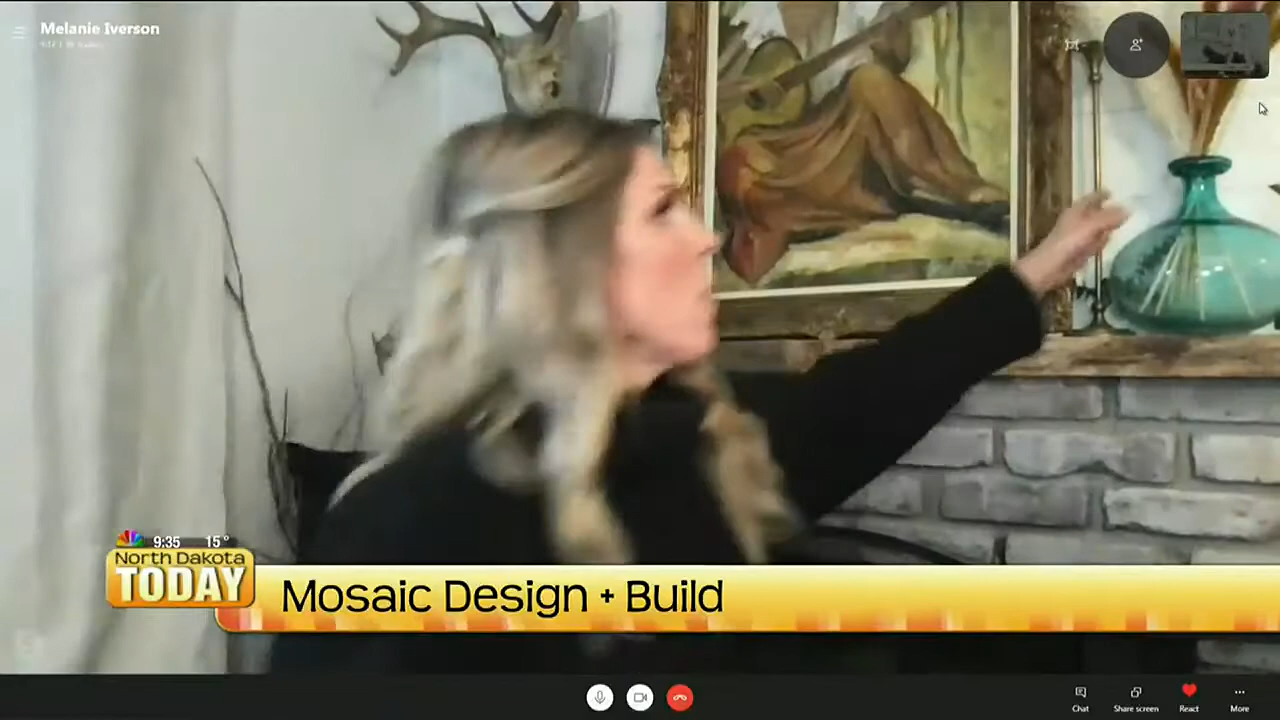 Melanie Iverson
9:35 15°
North Dakota
TODAY
Mosaic Design + Build
Chat
Share screen
React
More